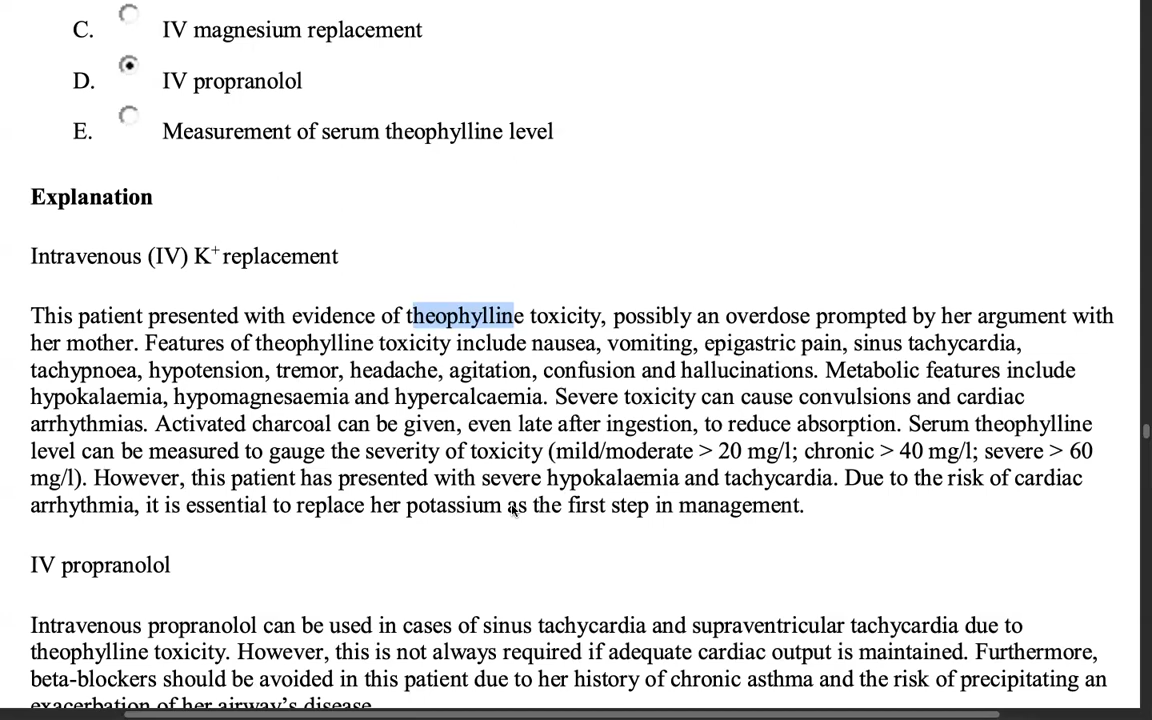 C. IV magnesium replacement
D. IV propranolol
E. Measurement of serum theophylline level
Explanation
Intravenous (IV) K⁺ replacement
This patient presented with evidence of theophylline toxicity, possibly an overdose prompted by her argument with
her mother. Features of theophylline toxicity include nausea, vomiting, epigastric pain, sinus tachycardia,
tachypnoea, hypotension, tremor, headache, agitation, confusion and hallucinations. Metabolic features include
hypokalaemia, hypomagnesaemia and hypercalcaemia. Severe toxicity can cause convulsions and cardiac
arrhythmias. Activated charcoal can be given, even late after ingestion, to reduce absorption. Serum theophylline
level can be measured to gauge the severity of toxicity (mild/moderate > 20 mg/l; chronic > 40 mg/l; severe > 60
mg/l). However, this patient has presented with severe hypokalaemia and tachycardia. Due to the risk of cardiac
arrhythmia, it is essential to replace her potassium as the first step in management.
IV propranolol
Intravenous propranolol can be used in cases of sinus tachycardia and supraventricular tachycardia due to
theophylline toxicity. However, this is not always required if adequate cardiac output is maintained. Furthermore,
beta-blockers should be avoided in this patient due to her history of chronic asthma and the risk of precipitating an
exacerbation of her airway's disease